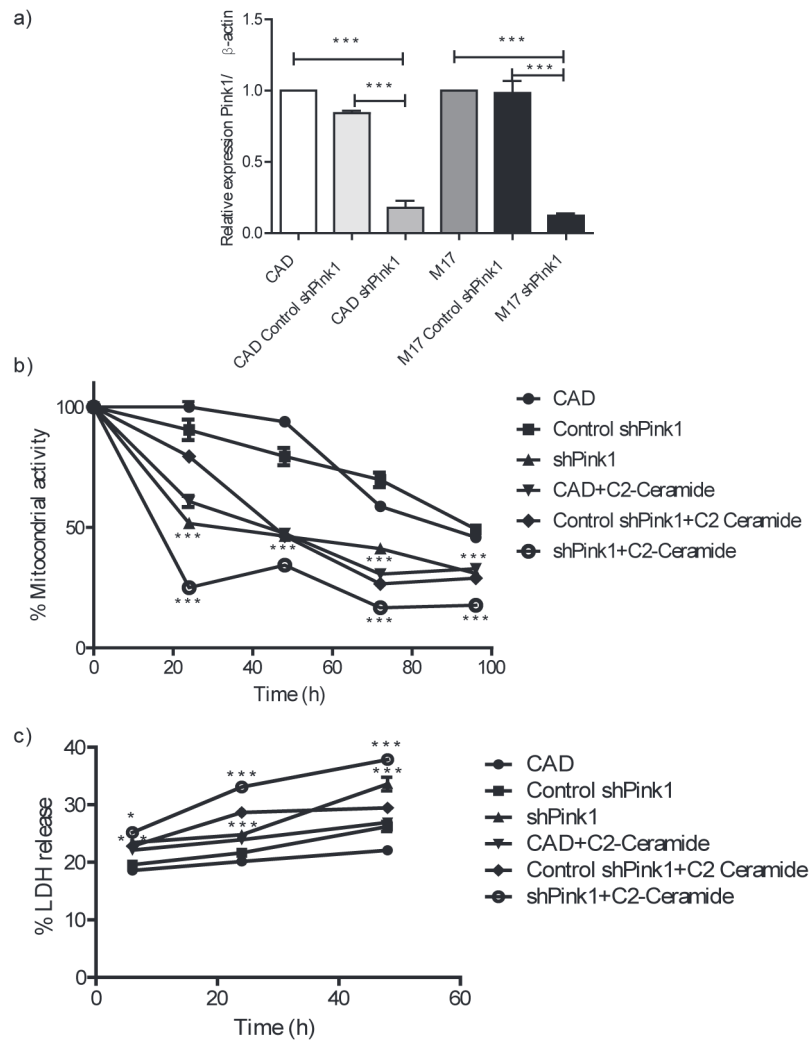 a)
Relative expression Pink1/ β-actin
1.5
1.0
0.5
0.0
***
***
***
***
CAD
CAD Control shPink1
CAD shPink1
M17
M17 Control shPink1
M17 shPink1
b)
% Mitocondrial activity
100
50
0
0 20 40 60 80 100
Time (h)
***
***
***
***
***
***
***
CAD
Control shPink1
shPink1
CAD+C2-Ceramide
Control shPink1+C2 Ceramide
shPink1+C2-Ceramide
c)
% LDH release
40
30
20
10
0
0 20 40 60
Time (h)
*
***
***
***
***
***
CAD
Control shPink1
shPink1
CAD+C2-Ceramide
Control shPink1+C2 Ceramide
shPink1+C2-Ceramide